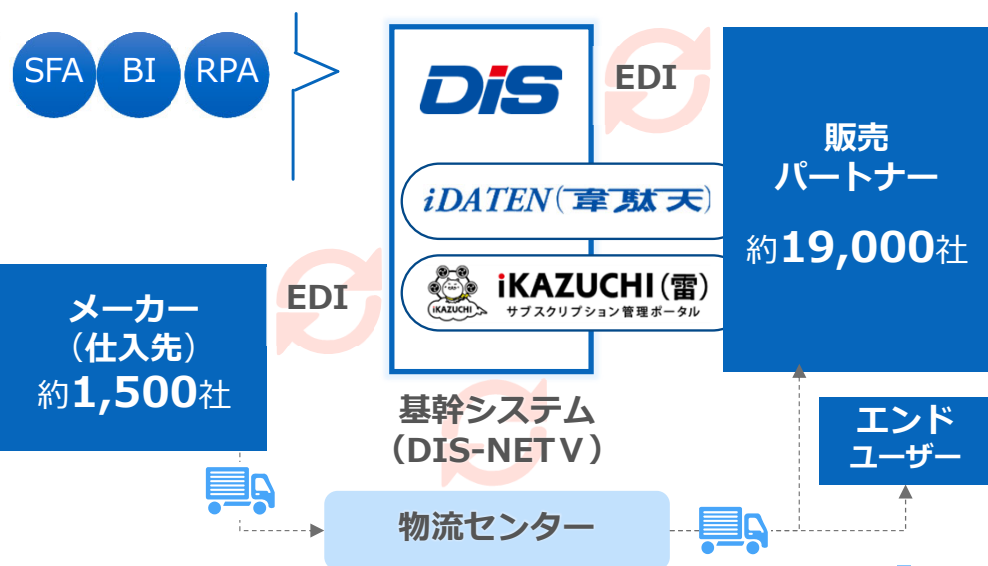 SFA BI RPA
DiS
EDI
iDATEN(韋駄天)
iKAZUCHI
iKAZUCHI(雷)
サブスクリプション管理ポータル
販売
パートナー
約19,000社
EDI
メーカー
（仕入先）
約1,500社
基幹システム
（DIS-NETⅤ）
エンド
ユーザー
物流センター